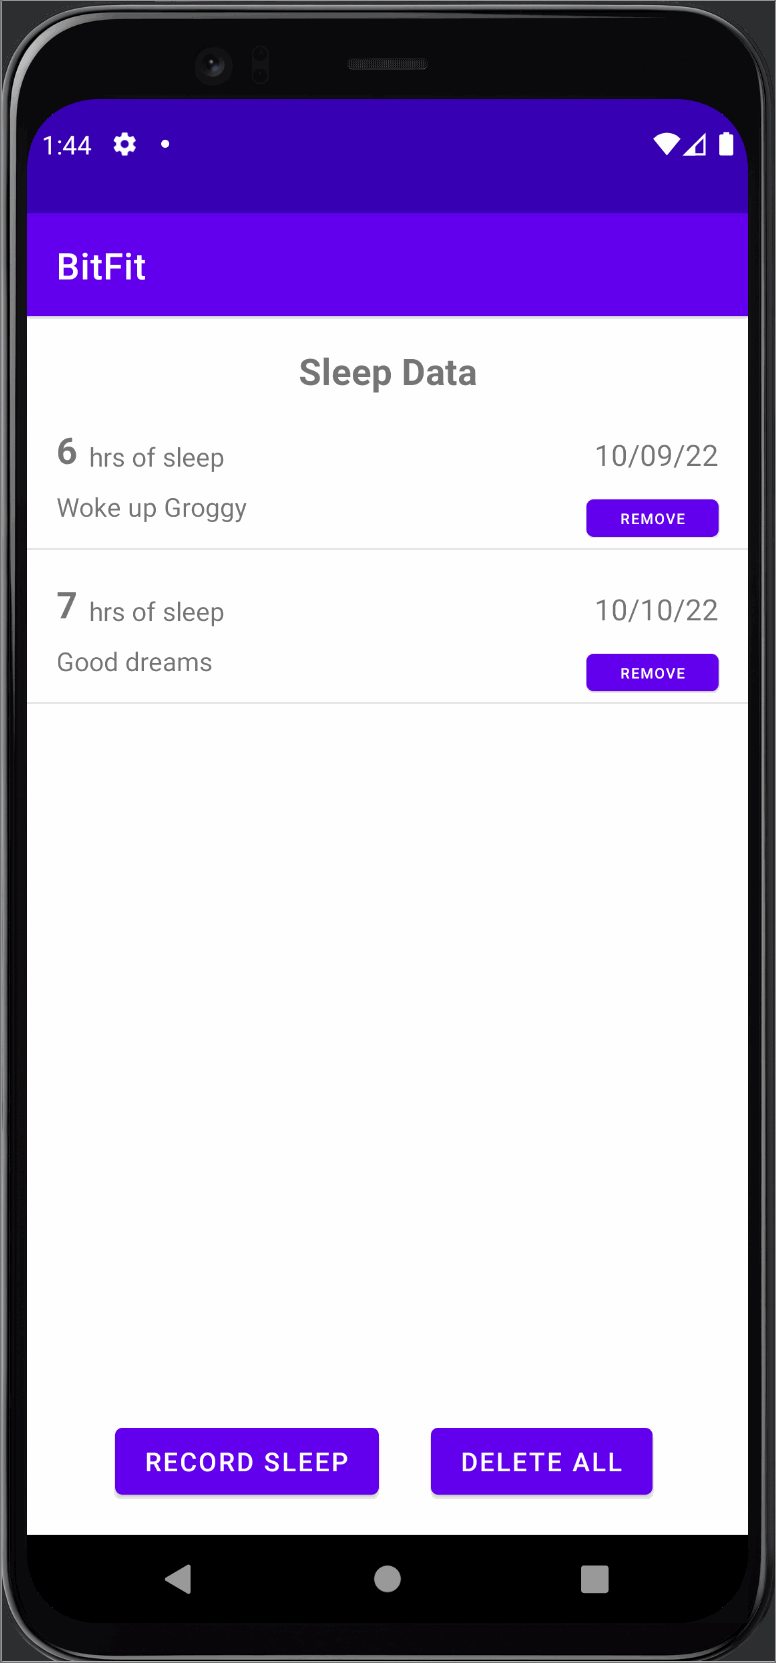 1:44
BitFit
Sleep Data
6 hrs of sleep 10/09/22
Woke up Groggy REMOVE
7 hrs of sleep 10/10/22
Good dreams REMOVE
RECORD SLEEP DELETE ALL